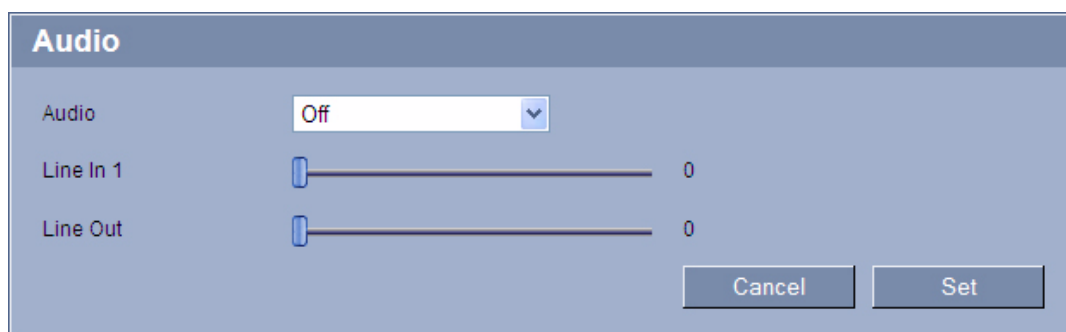 Audio
Audio Off
Line In 1 0
Line Out 0
Cancel Set